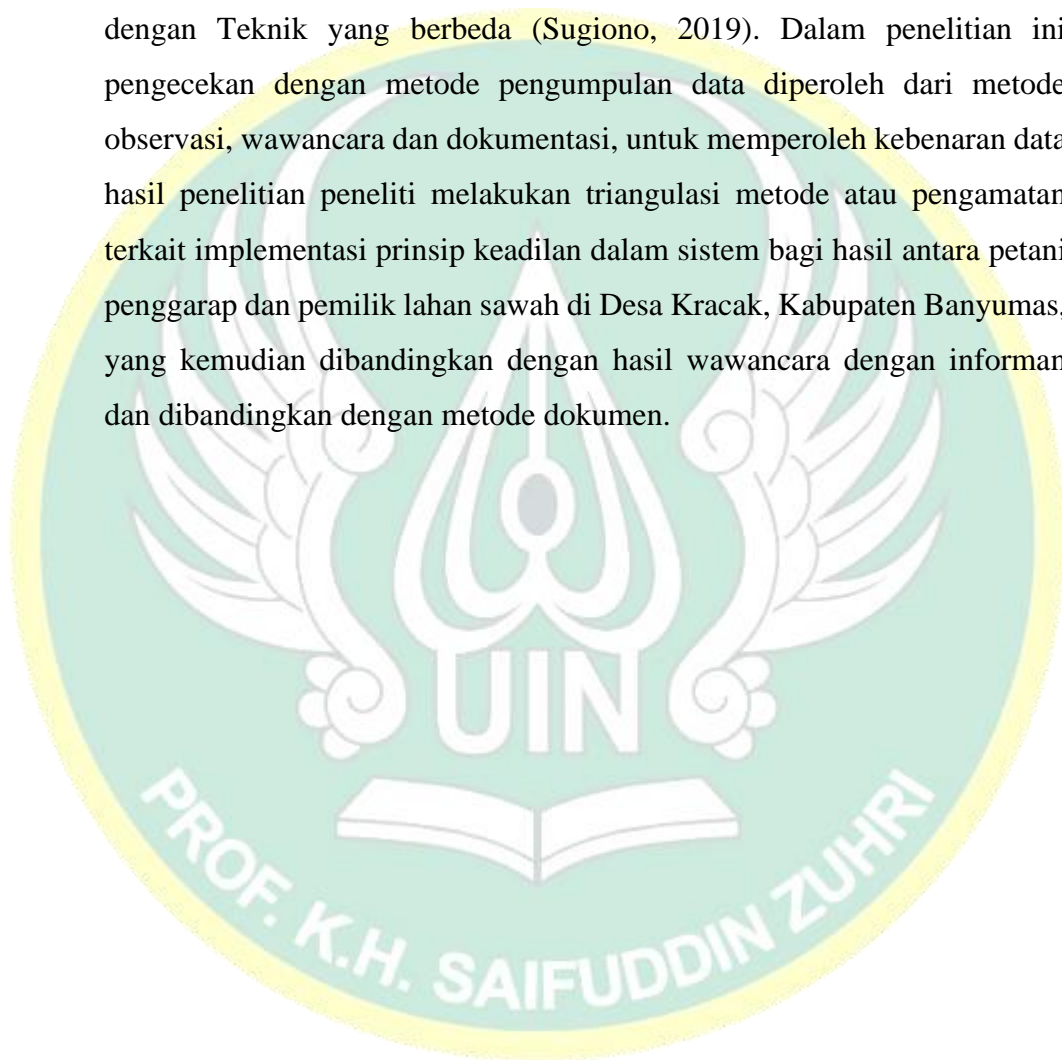 dengan Teknik yang berbeda (Sugiono, 2019). Dalam penelitian ini
pengecekan dengan metode pengumpulan data diperoleh dari metode
observasi, wawancara dan dokumentasi, untuk memperoleh kebenaran data
hasil penelitian peneliti melakukan triangulasi metode atau pengamatan
terkait implementasi prinsip keadilan dalam sistem bagi hasil antara petani
penggarap dan pemilik lahan sawah di Desa Kracak, Kabupaten Banyumas,
yang kemudian dibandingkan dengan hasil wawancara dengan informan
dan dibandingkan dengan metode dokumen.
UIN
PROF. K.H. SAIFUDDIN ZUHRI